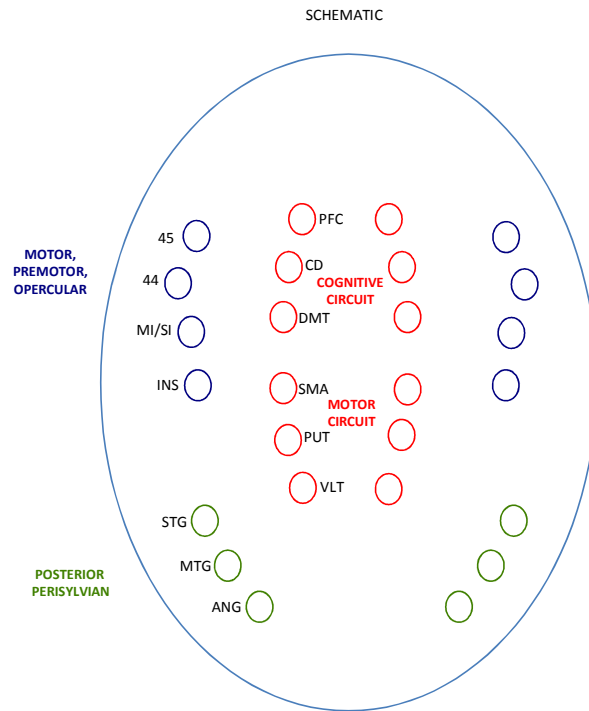 SCHEMATIC
PFC
45
MOTOR,
PREMOTOR,
OPERCULAR
CD
44
COGNITIVE
CIRCUIT
DMT
MI/SI
INS
SMA
MOTOR
CIRCUIT
PUT
VLT
STG
MTG
POSTERIOR
PERISYLVIAN
ANG